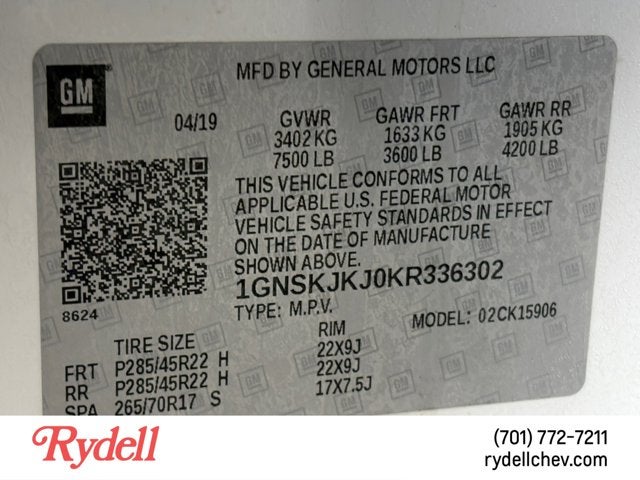 GM
MFD BY GENERAL MOTORS LLC
04/19
GVWR
3402 KG
7500 LB
GAWR FRT
1633 KG
3600 LB
GAWR RR
1905 KG
4200 LB
THIS VEHICLE CONFORMS TO ALL
APPLICABLE U.S. FEDERAL MOTOR
VEHICLE SAFETY STANDARDS IN EFFECT
ON THE DATE OF MANUFACTURE
SHOWN ABOVE.
1GNSKJKJ0KR336302
8624
TYPE: M.P.V.
MODEL: 02CK15906
TIRE SIZE RIM
FRT P285/45R22 H 22X9J
RR P285/45R22 H 22X9J
SPA 265/70R17 S 17X7.5J
Rydell
(701) 772-7211
rydellchev.com